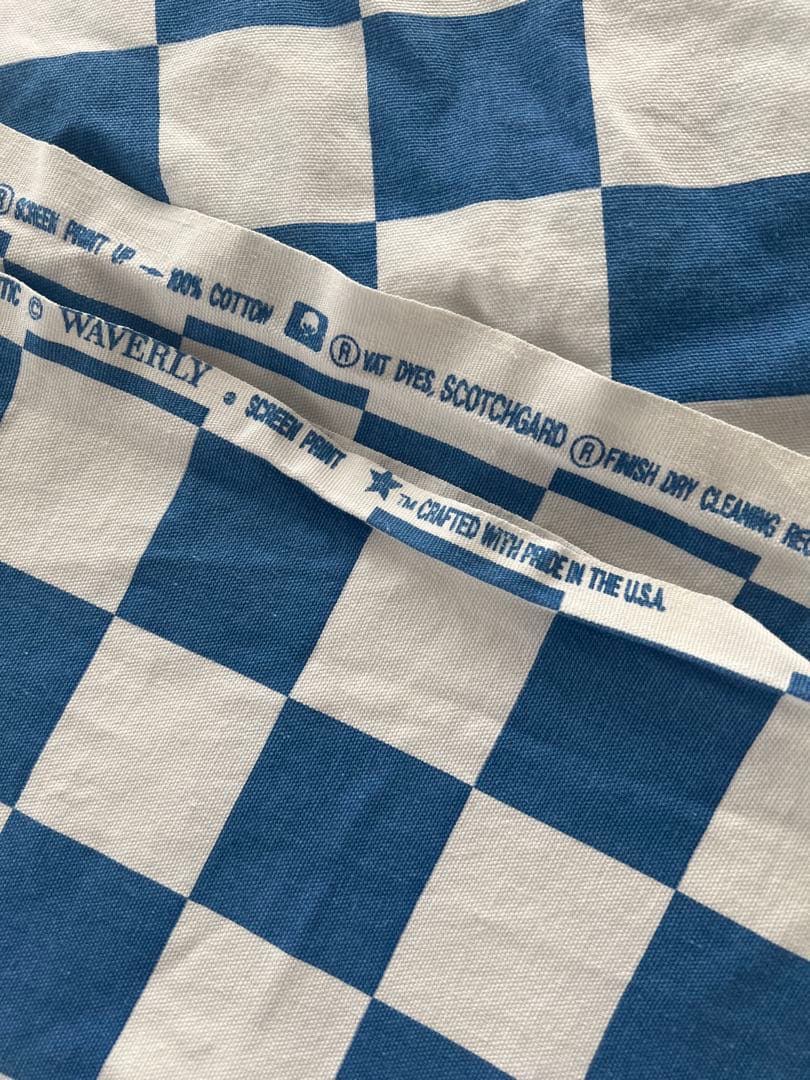 ® SCREEN PRINT UP → 100% COTTON ® VAT DYES, SCOTCHGARD ® FINISH DRY CLEANING
TIC © WAVERLY ® SCREEN PRINT ★™ CRAFTED WITH PRIDE IN THE U.S.A.